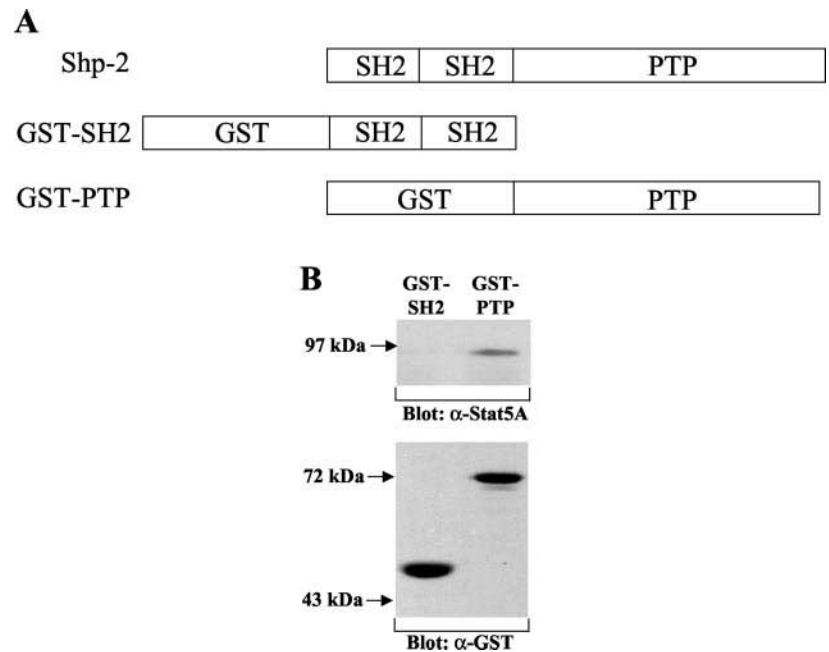 A
Shp-2 SH2 SH2 PTP
GST-SH2 GST SH2 SH2
GST-PTP GST PTP
B
GST- GST-
SH2 PTP
97 kDa
Blot: α-Stat5A
72 kDa
43 kDa
Blot: α-GST